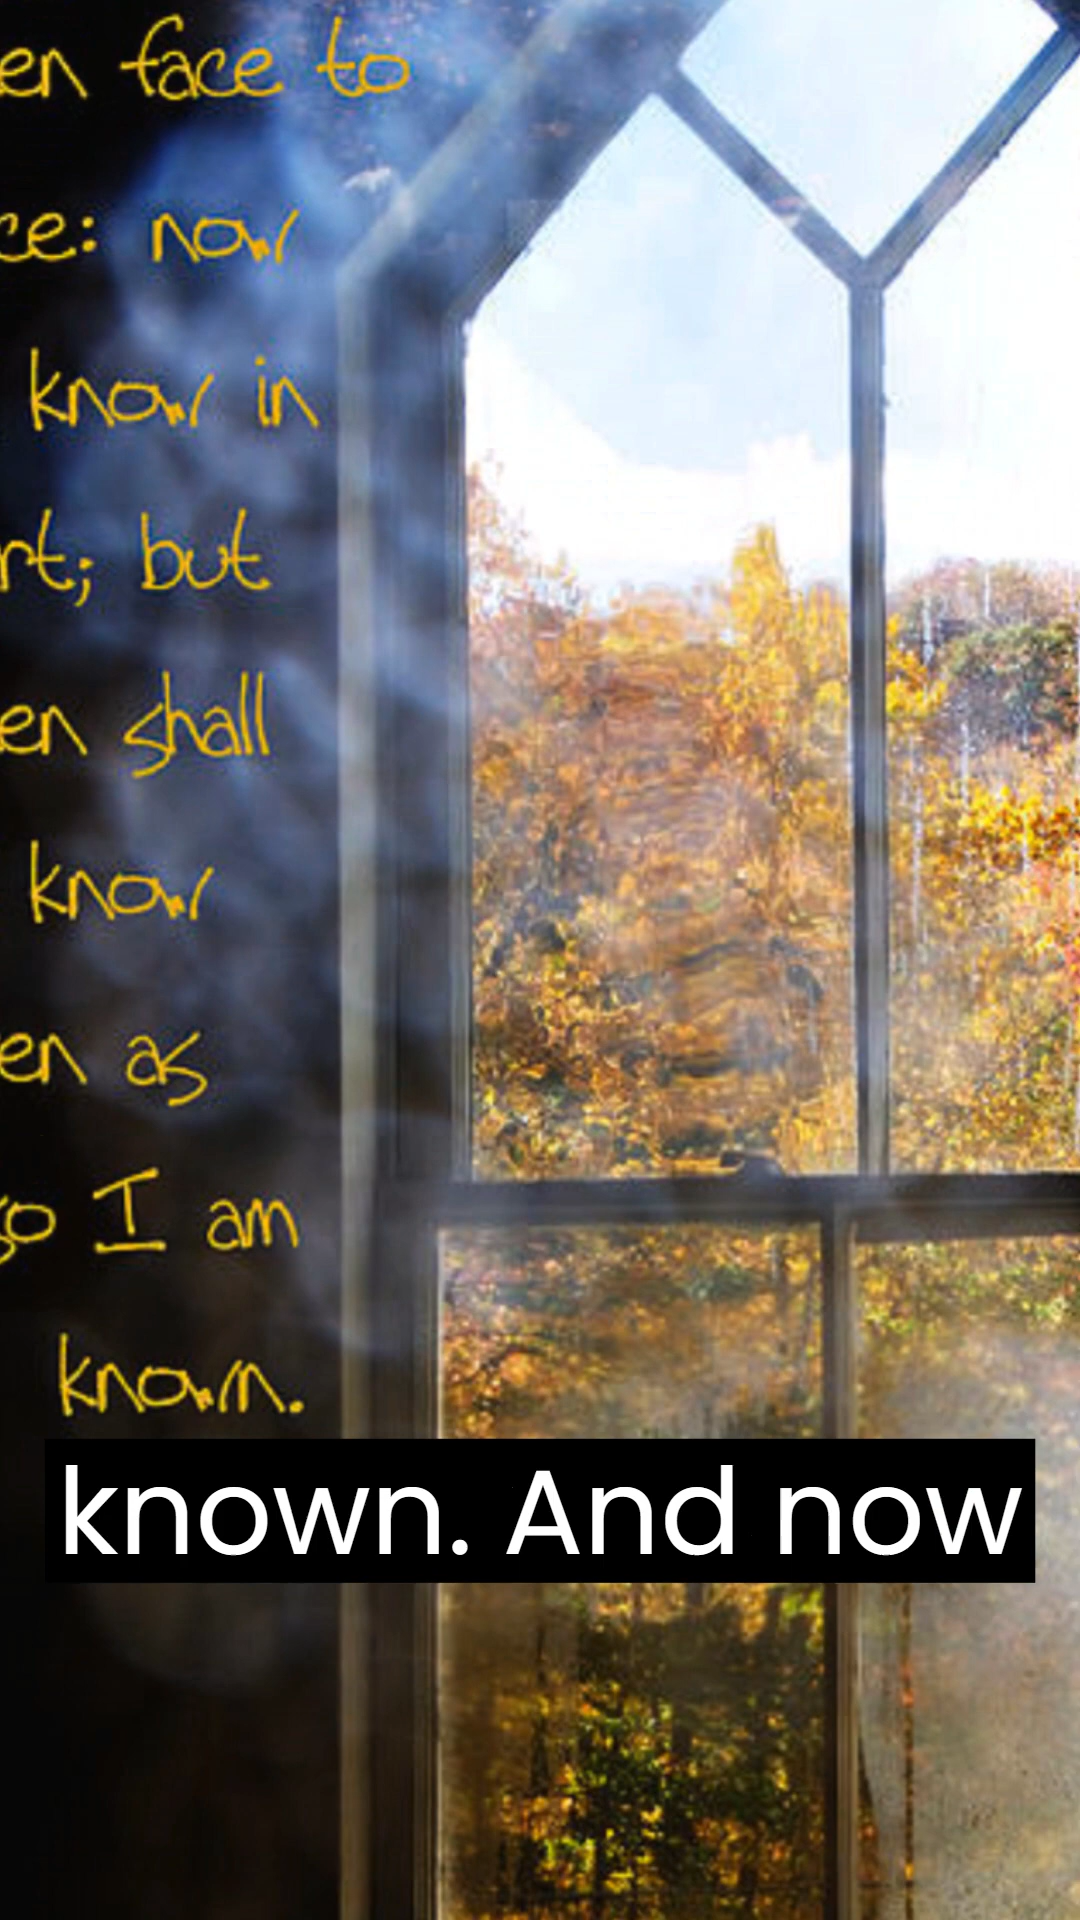 en face to
ce: now
know in
rt; but
en shall
know
en as
so I am
known.
known. And now